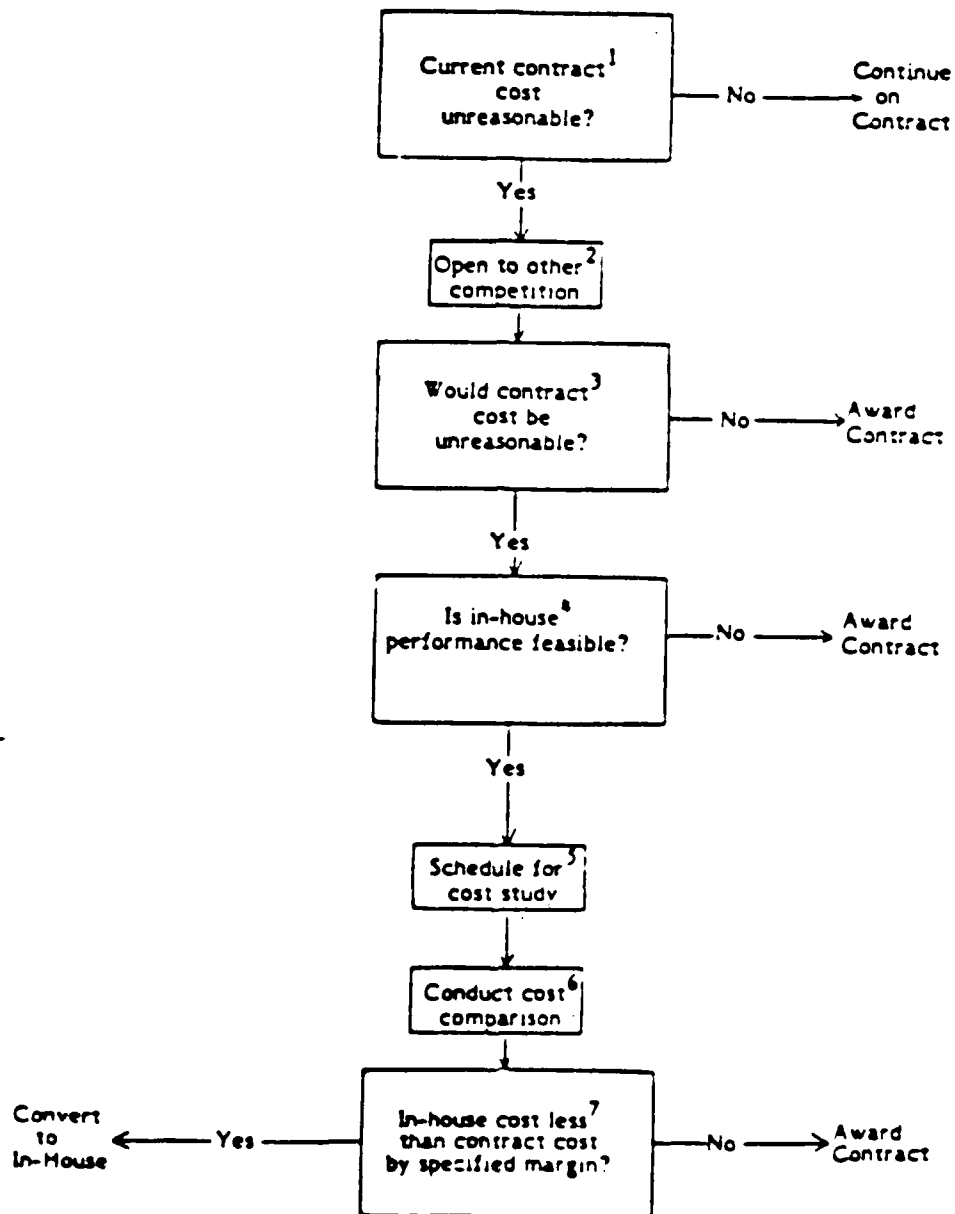 Current contract1
cost
unreasonable?
No
Continue
on
Contract
Yes
Open to other2
competition
Would contract3
cost be
unreasonable?
No
Award
Contract
Yes
Is in-house4
performance feasible?
No
Award
Contract
Yes
Schedule for5
cost study
Conduct cost6
comparison
Convert
to
In-House
Yes
In-house cost less7
than contract cost
by specified margin?
No
Award
Contract